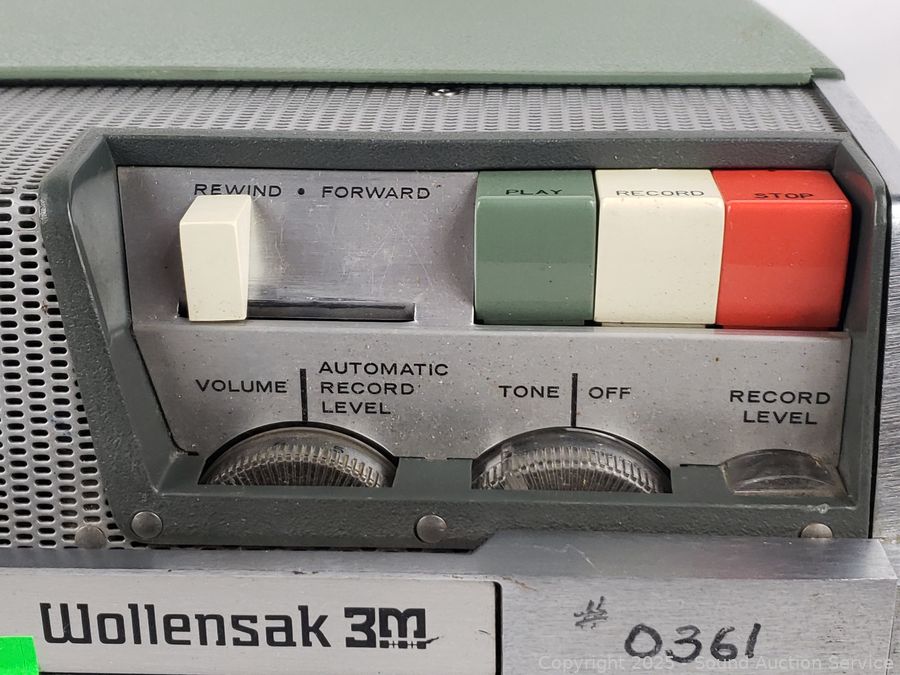 REWIND • FORWARD
PLAY
RECORD
STOP
VOLUME
AUTOMATIC
RECORD
LEVEL
TONE
OFF
RECORD
LEVEL
Wollensak 3M
# 0361
Copyright 2025 - Sound Auction Service